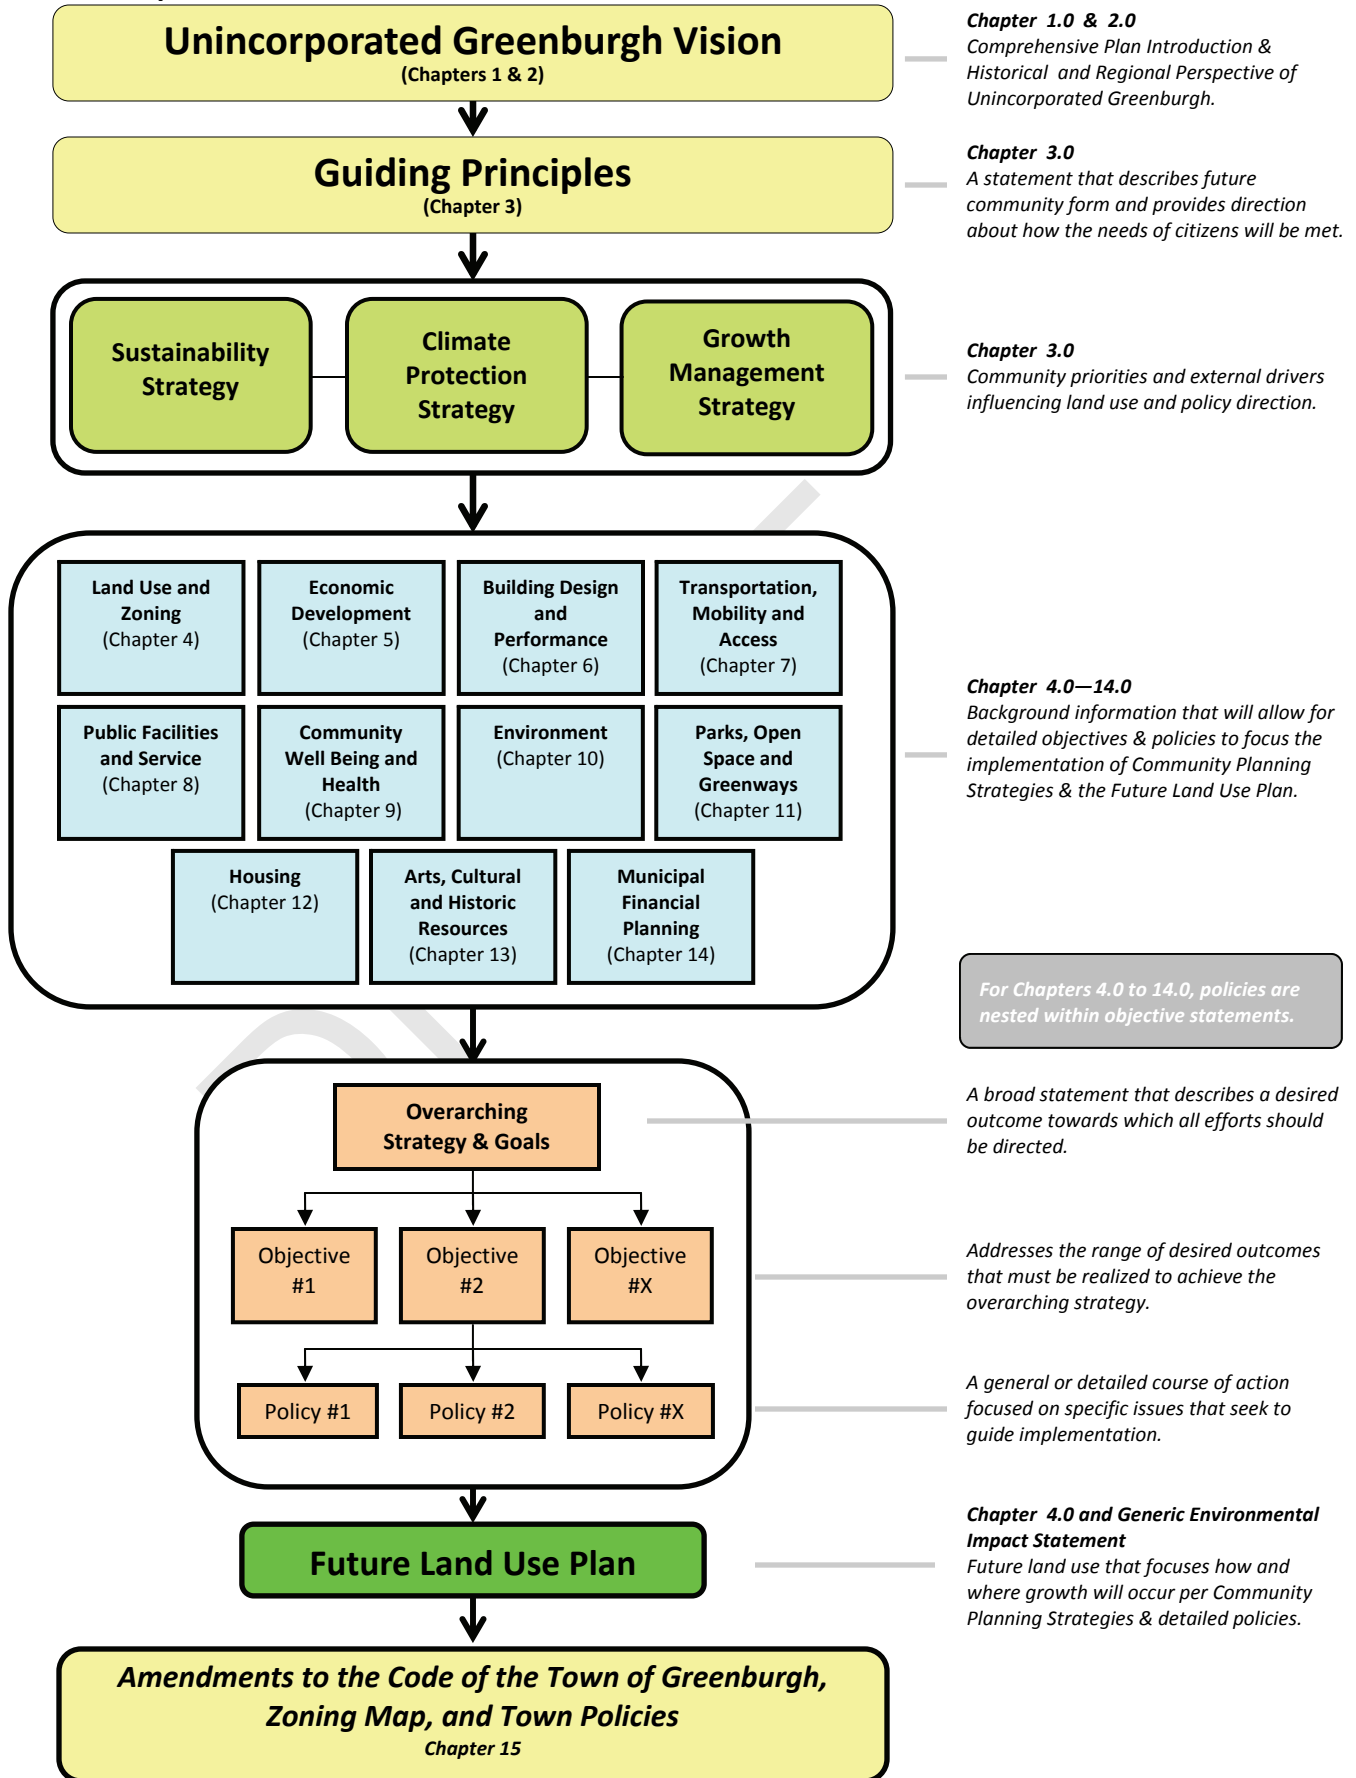 Unincorporated Greenburgh Vision
(Chapters 1 & 2)
Chapter 1.0 & 2.0
Comprehensive Plan Introduction &
Historical and Regional Perspective of
Unincorporated Greenburgh.
Guiding Principles
(Chapter 3)
Chapter 3.0
A statement that describes future
community form and provides direction
about how the needs of citizens will be met.
Sustainability
Strategy
Climate
Protection
Strategy
Growth
Management
Strategy
Chapter 3.0
Community priorities and external drivers
influencing land use and policy direction.
Land Use and
Zoning
(Chapter 4)
Economic
Development
(Chapter 5)
Building Design
and
Performance
(Chapter 6)
Transportation,
Mobility and
Access
(Chapter 7)
Public Facilities
and Service
(Chapter 8)
Community
Well Being and
Health
(Chapter 9)
Environment
(Chapter 10)
Parks, Open
Space and
Greenways
(Chapter 11)
Housing
(Chapter 12)
Arts, Cultural
and Historic
Resources
(Chapter 13)
Municipal
Financial
Planning
(Chapter 14)
Chapter 4.0—14.0
Background information that will allow for
detailed objectives & policies to focus the
implementation of Community Planning
Strategies & the Future Land Use Plan.
For Chapters 4.0 to 14.0, policies are
nested within objective statements.
Overarching
Strategy & Goals
A broad statement that describes a desired
outcome towards which all efforts should
be directed.
Objective
#1
Objective
#2
Objective
#X
Addresses the range of desired outcomes
that must be realized to achieve the
overarching strategy.
Policy #1
Policy #2
Policy #X
A general or detailed course of action
focused on specific issues that seek to
guide implementation.
Future Land Use Plan
Chapter 4.0 and Generic Environmental
Impact Statement
Future land use that focuses how and
where growth will occur per Community
Planning Strategies & detailed policies.
Amendments to the Code of the Town of Greenburgh,
Zoning Map, and Town Policies
Chapter 15